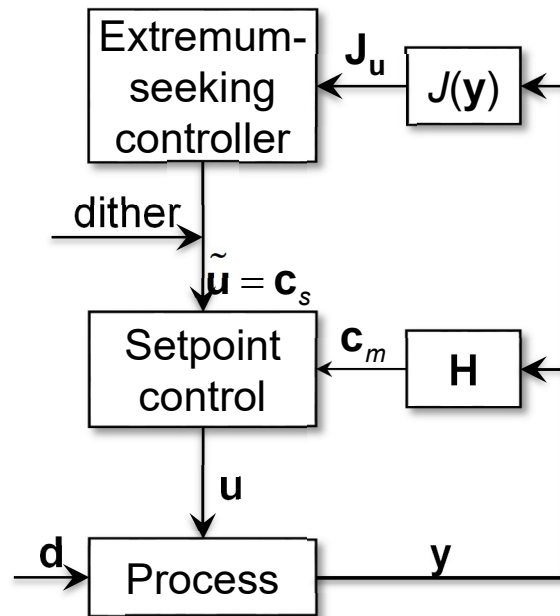 Extremum-
seeking
controller
J_u
J(y)
dither
ũ = c_s
Setpoint
control
c_m
H
u
d
Process
y